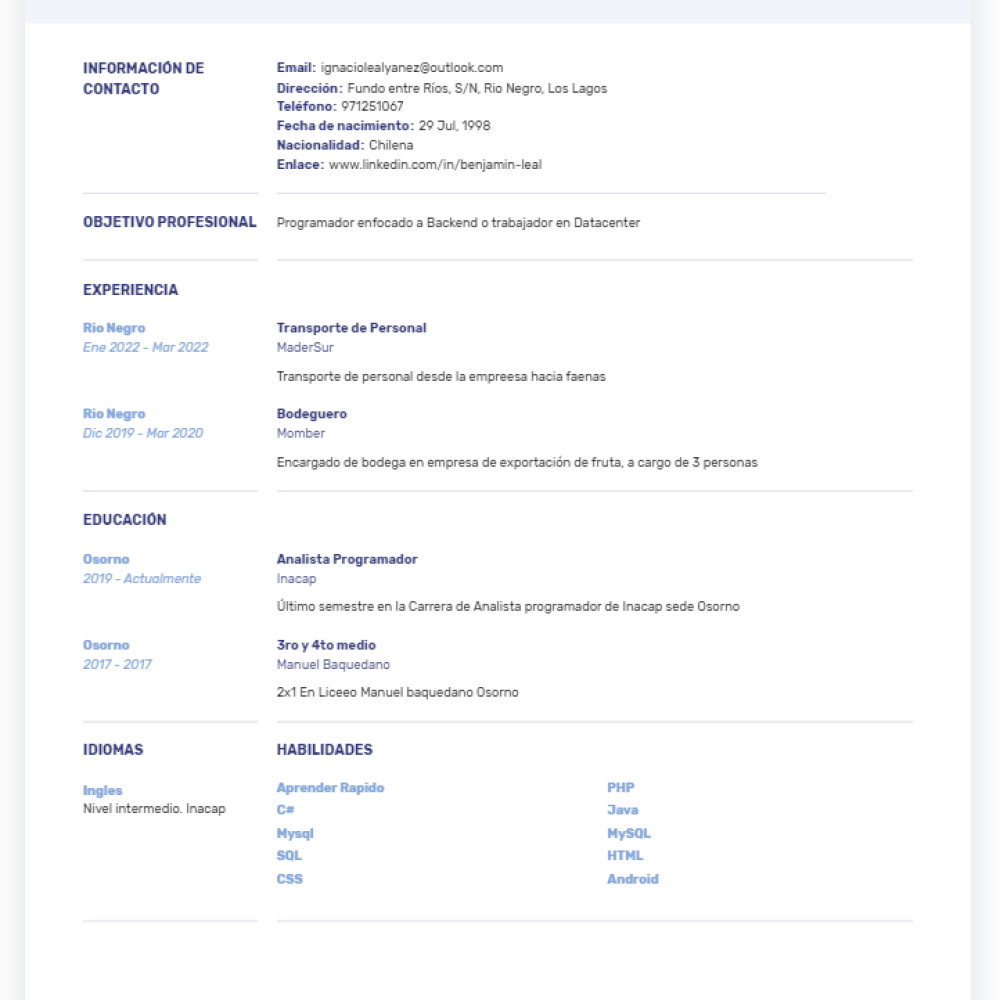 INFORMACIÓN DE
CONTACTO
Email: ignaciolealyanez@outlook.com
Dirección: Fundo entre Ríos, S/N, Rio Negro, Los Lagos
Teléfono: 971251067
Fecha de nacimiento: 29 Jul, 1998
Nacionalidad: Chilena
Enlace: www.linkedin.com/in/benjamin-leal
OBJETIVO PROFESIONAL
Programador enfocado a Backend o trabajador en Datacenter
EXPERIENCIA
Rio Negro
Ene 2022 - Mar 2022
Transporte de Personal
MaderSur
Transporte de personal desde la empreesa hacia faenas
Rio Negro
Dic 2019 - Mar 2020
Bodeguero
Momber
Encargado de bodega en empresa de exportación de fruta, a cargo de 3 personas
EDUCACIÓN
Osorno
2019 - Actualmente
Analista Programador
Inacap
Último semestre en la Carrera de Analista programador de Inacap sede Osorno
Osorno
2017 - 2017
3ro y 4to medio
Manuel Baquedano
2x1 En Liceeo Manuel baquedano Osorno
IDIOMAS
Ingles
Nivel intermedio. Inacap
HABILIDADES
Aprender Rapido
C#
Mysql
SQL
CSS
PHP
Java
MySQL
HTML
Android